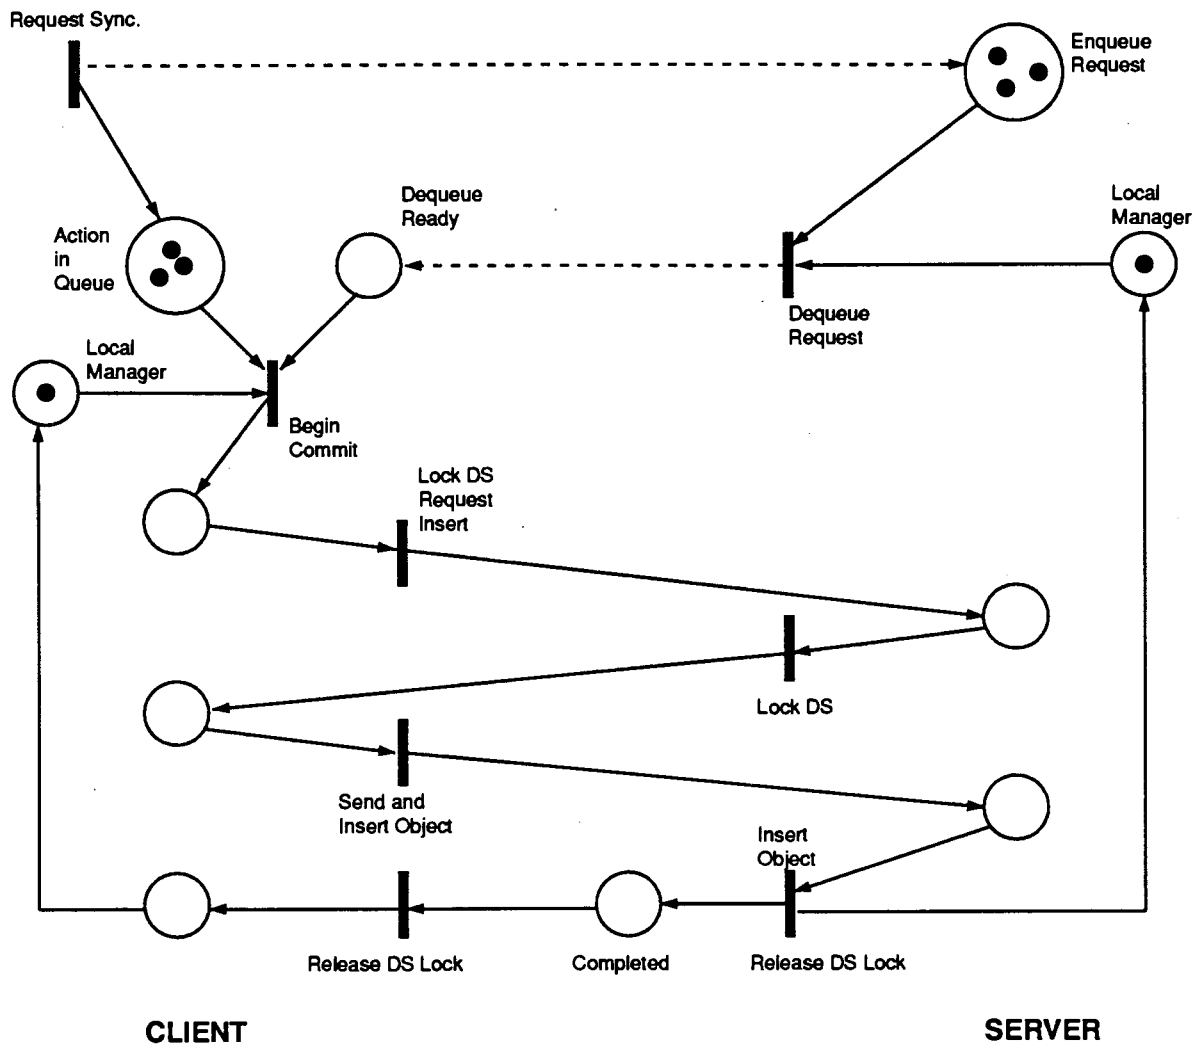 Request Sync.
Enqueue
Request
Dequeue
Ready
Local
Manager
Action
in
Queue
Dequeue
Request
Local
Manager
Begin
Commit
Lock DS
Request
Insert
Lock DS
Send and
Insert Object
Insert
Object
Release DS Lock
Completed
Release DS Lock
CLIENT
SERVER